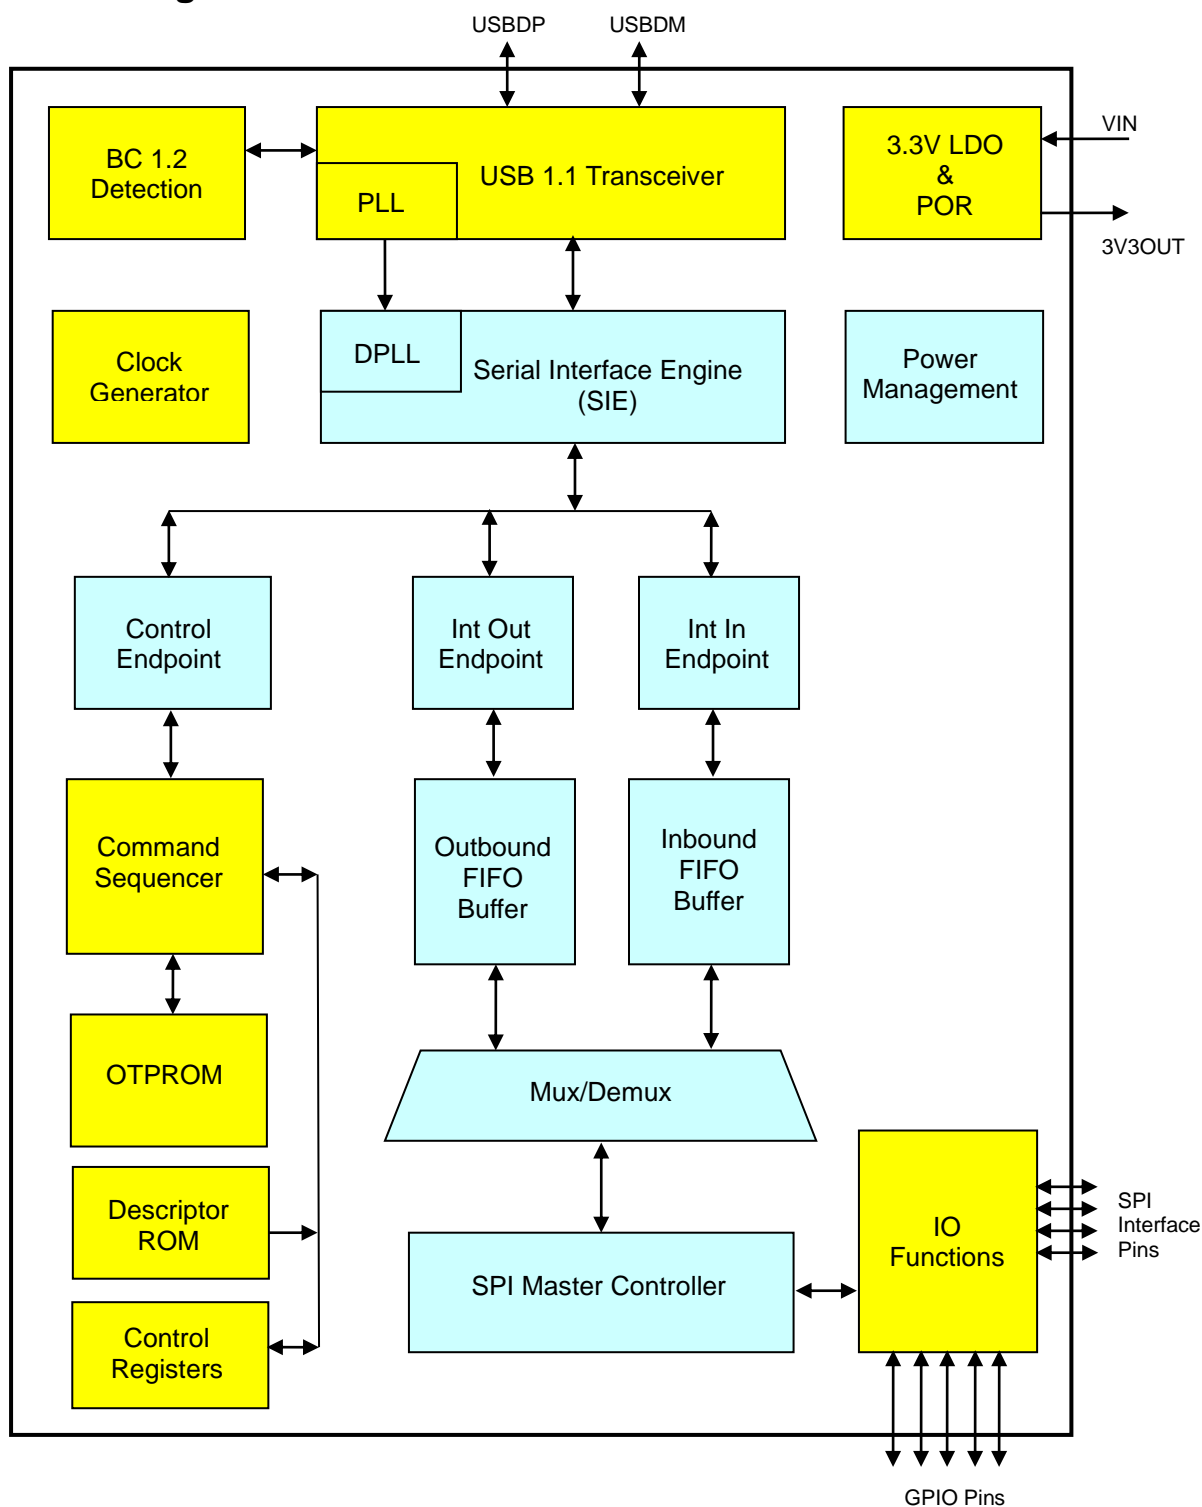 USBDP
USBDM
BC 1.2
Detection
USB 1.1 Transceiver
PLL
3.3V LDO
&
POR
VIN
3V3OUT
Clock
Generator
DPLL
Serial Interface Engine
(SIE)
Power
Management
Control
Endpoint
Int Out
Endpoint
Int In
Endpoint
Command
Sequencer
Outbound
FIFO
Buffer
Inbound
FIFO
Buffer
OTPROM
Mux/Demux
Descriptor
ROM
SPI Master Controller
IO
Functions
SPI
Interface
Pins
Control
Registers
GPIO Pins